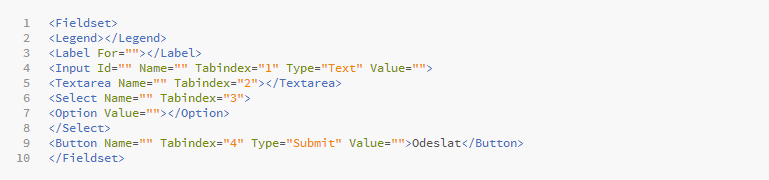 1 <Fieldset>
2 <Legend></Legend>
3 <Label For=""></Label>
4 <Input Id="" Name="" Tabindex="1" Type="Text" Value="">
5 <Textarea Name="" Tabindex="2"></Textarea>
6 <Select Name="" Tabindex="3">
7 <Option Value=""></Option>
8 </Select>
9 <Button Name="" Tabindex="4" Type="Submit" Value="">Odeslat</Button>
10 </Fieldset>